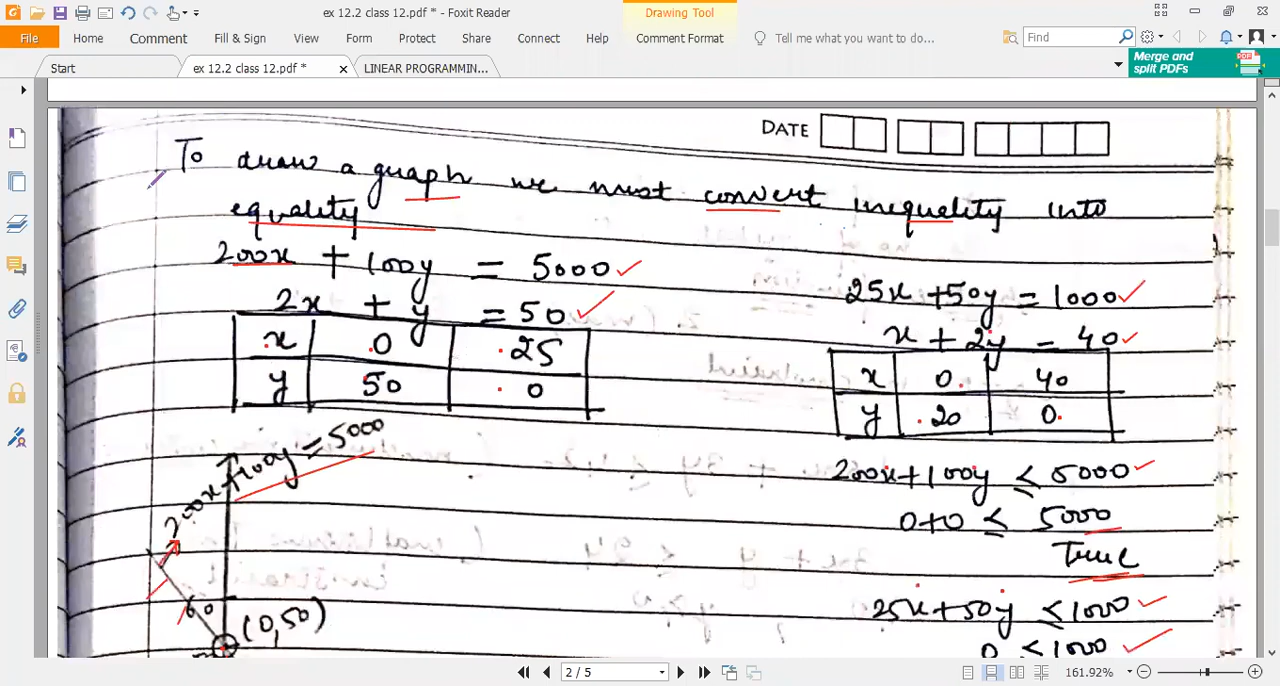 ex 12.2 class 12.pdf * - Foxit Reader
Drawing Tool
File Home Comment Fill & Sign View Form Protect Share Connect Help Comment Format Tell me what you want to do... Find
Start ex 12.2 class 12.pdf * LINEAR PROGRAMMIN...
Merge and
split PDFs
DATE
To draw a graph we must convert inequality into
equality
200x + 100y = 5000
2x + y = 50
x 0 25
y 50 0
25x + 50y = 1000
x + 2y = 40
x 0 40
y 20 0
200x + 100y ≤ 5000
0+0 ≤ 5000
True
25x + 50y ≤ 1000
0 ≤ 1000
200x + 100y = 5000
60
(0,50)
2 / 5
161.92%